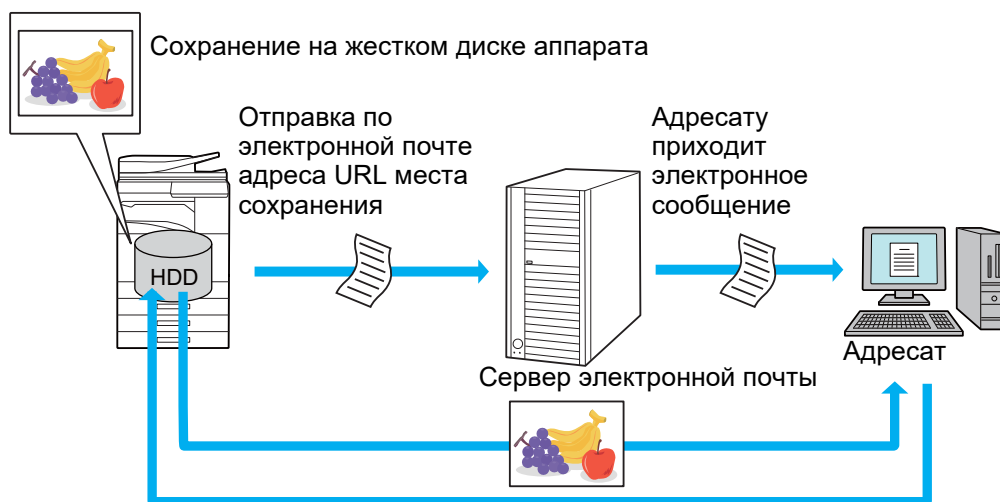 Сохранение на жестком диске аппарата
Отправка по
электронной почте
адреса URL места
сохранения
Адресату
приходит
электронное
сообщение
HDD
Адресат
Сервер электронной почты